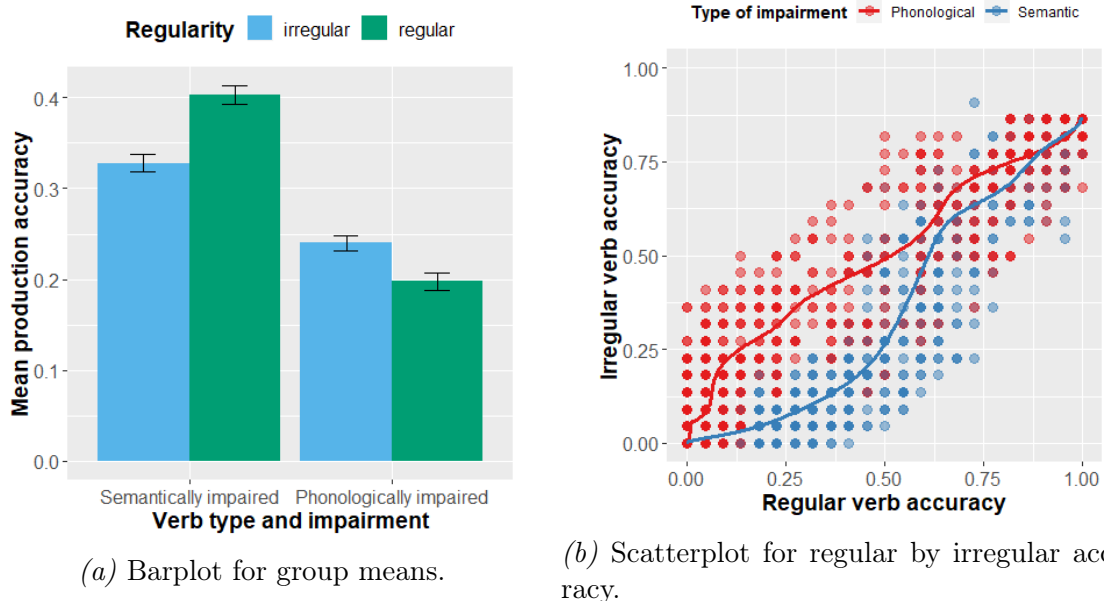 Regularity irregular regular
Mean production accuracy
0.4
0.3
0.2
0.1
0.0
Semantically impaired Phonologically impaired
Verb type and impairment
(a) Barplot for group means.
Type of impairment Phonological Semantic
Irregular verb accuracy
1.00
0.75
0.50
0.25
0.00
0.00 0.25 0.50 0.75 1.00
Regular verb accuracy
(b) Scatterplot for regular by irregular acc
racy.